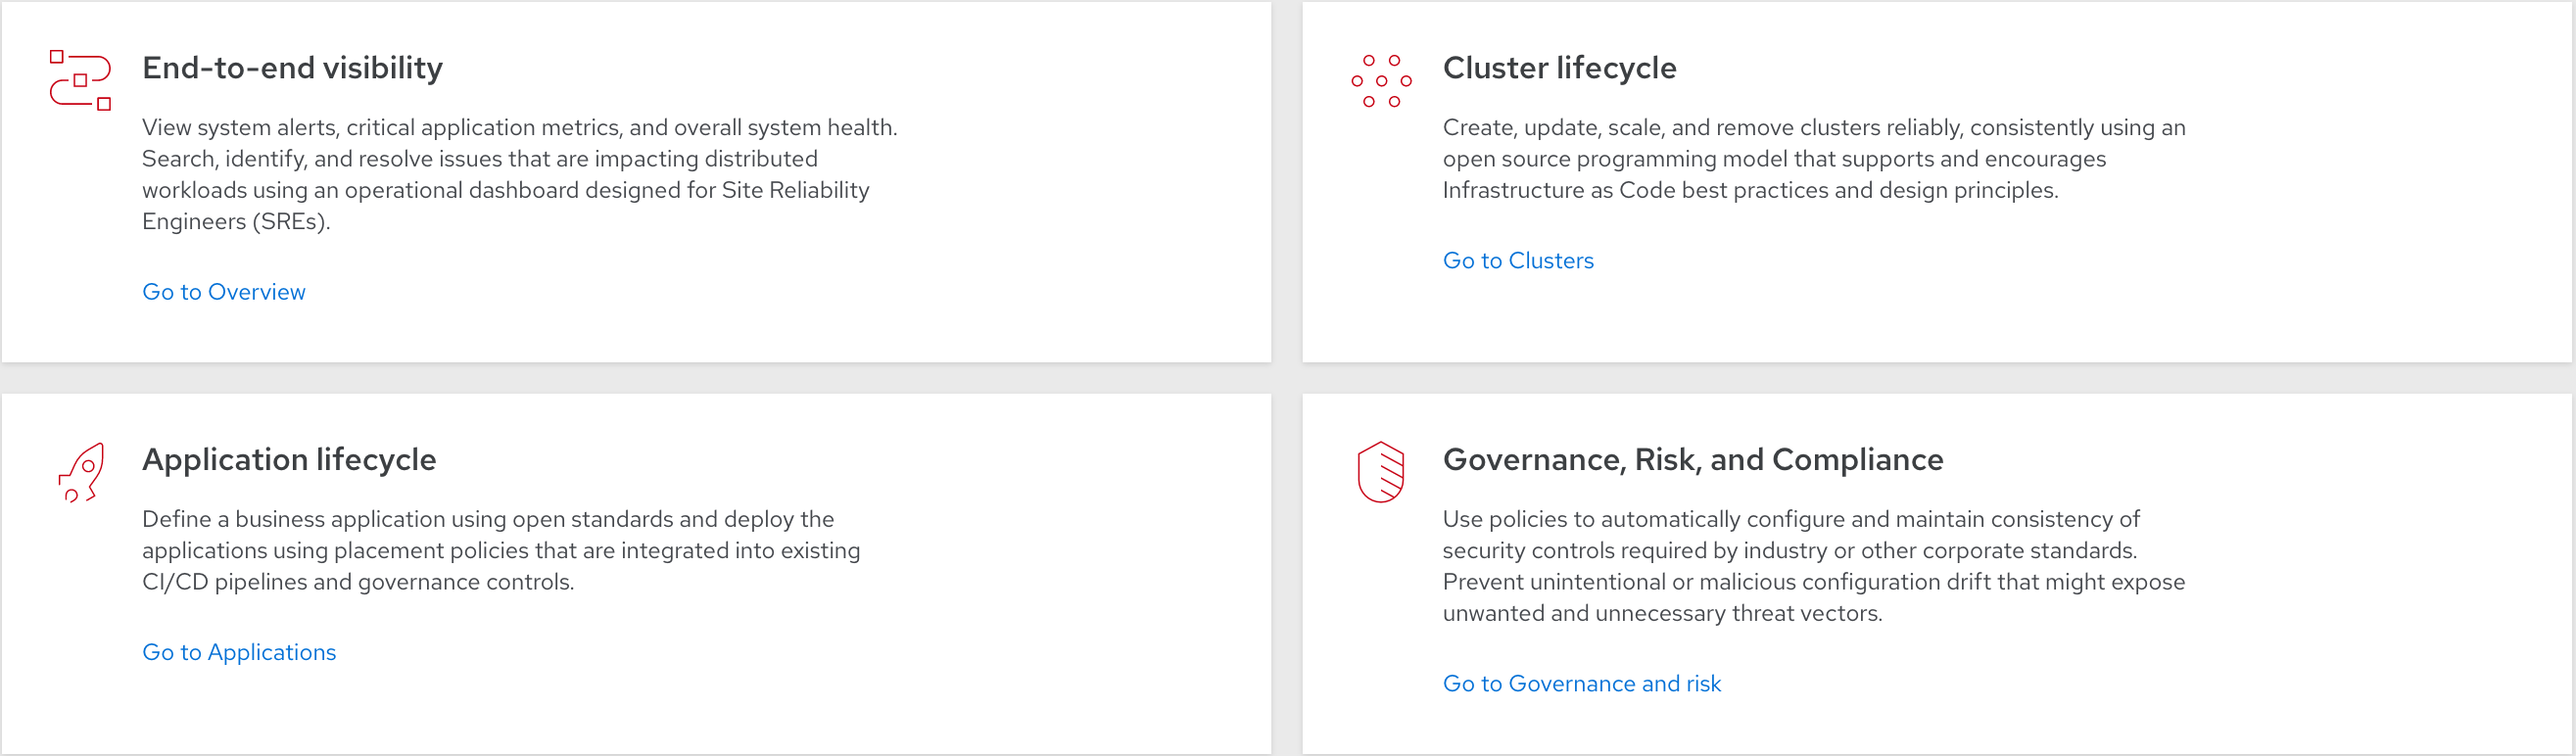 End-to-end visibility
View system alerts, critical application metrics, and overall system health.
Search, identify, and resolve issues that are impacting distributed
workloads using an operational dashboard designed for Site Reliability
Engineers (SREs).
Go to Overview
Cluster lifecycle
Create, update, scale, and remove clusters reliably, consistently using an
open source programming model that supports and encourages
Infrastructure as Code best practices and design principles.
Go to Clusters
Application lifecycle
Define a business application using open standards and deploy the
applications using placement policies that are integrated into existing
CI/CD pipelines and governance controls.
Go to Applications
Governance, Risk, and Compliance
Use policies to automatically configure and maintain consistency of
security controls required by industry or other corporate standards.
Prevent unintentional or malicious configuration drift that might expose
unwanted and unnecessary threat vectors.
Go to Governance and risk